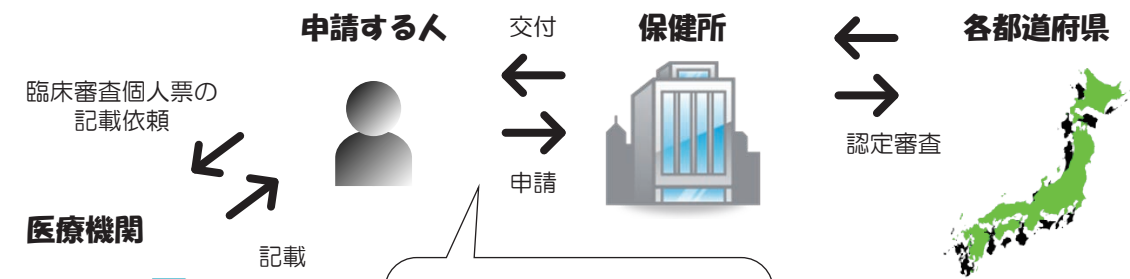 申請する人
交付
保健所
各都道府県
臨床審査個人票の
記載依頼
認定審査
申請
医療機関
記載